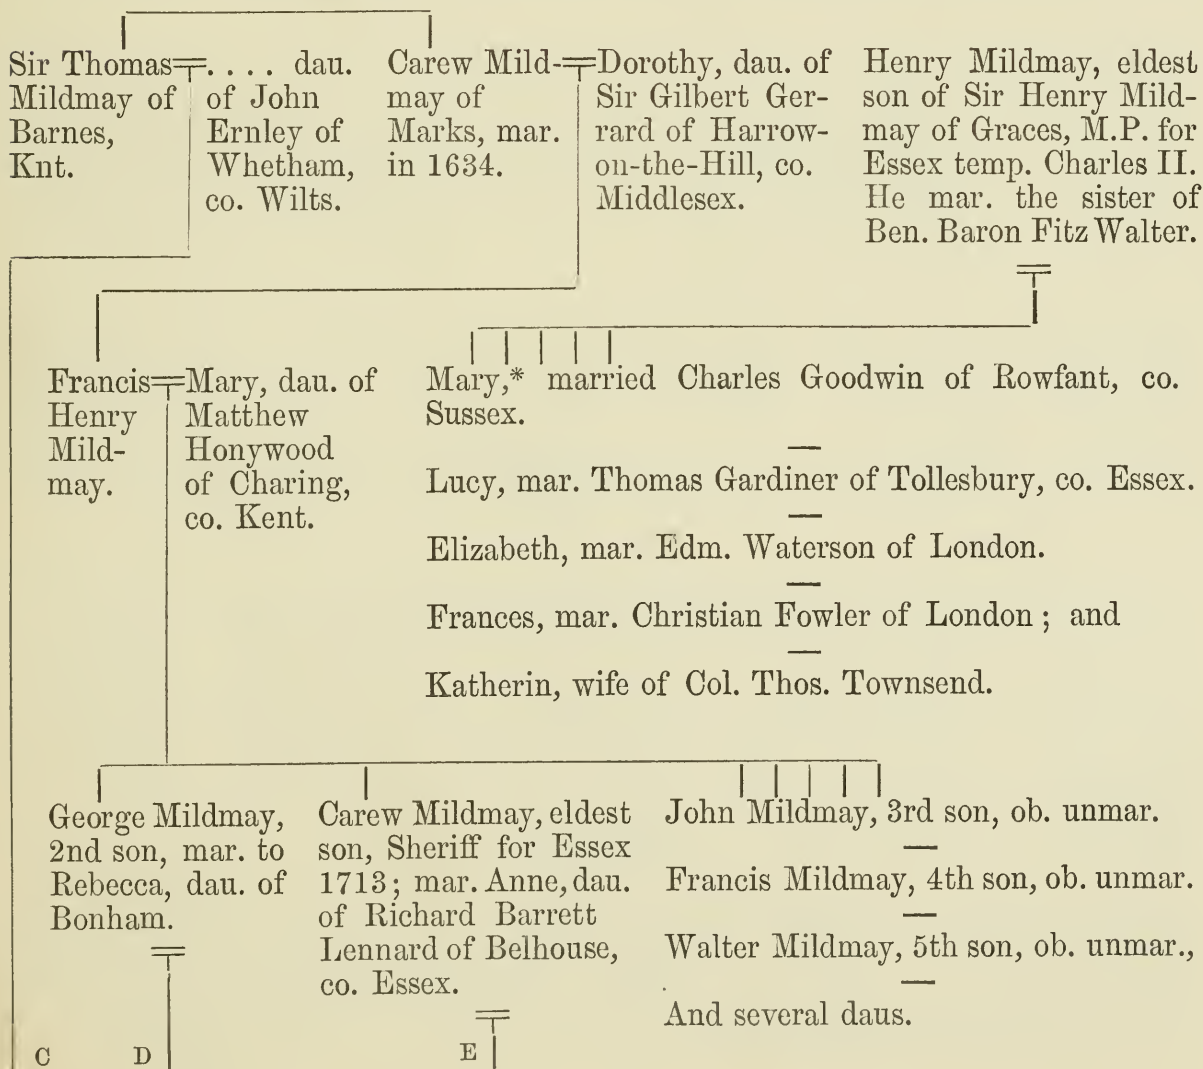 Sir Thomas
Mildmay of
Barnes,
Knt.
. . . . dau.
of John
Ernley of
Whetham,
co. Wilts.
Carew Mild-
may of
Marks, mar.
in 1634.
Dorothy, dau. of
Sir Gilbert Ger-
rard of Harrow-
on-the-Hill, co.
Middlesex.
Henry Mildmay, eldest
son of Sir Henry Mild-
may of Graces, M.P. for
Essex temp. Charles II.
He mar. the sister of
Ben. Baron Fitz Walter.
Francis
Henry
Mild-
may.
Mary, dau. of
Matthew
Honywood
of Charing,
co. Kent.
Mary,* married Charles Goodwin of Rowfant, co.
Sussex.
Lucy, mar. Thomas Gardiner of Tollesbury, co. Essex.
Elizabeth, mar. Edm. Waterson of London.
Frances, mar. Christian Fowler of London; and
Katherin, wife of Col. Thos. Townsend.
George Mildmay,
2nd son, mar. to
Rebecca, dau. of
Bonham.
Carew Mildmay, eldest
son, Sheriff for Essex
1713; mar. Anne, dau.
of Richard Barrett
Lennard of Belhouse,
co. Essex.
John Mildmay, 3rd son, ob. unmar.
Francis Mildmay, 4th son, ob. unmar.
Walter Mildmay, 5th son, ob. unmar.,
And several daus.
C D E